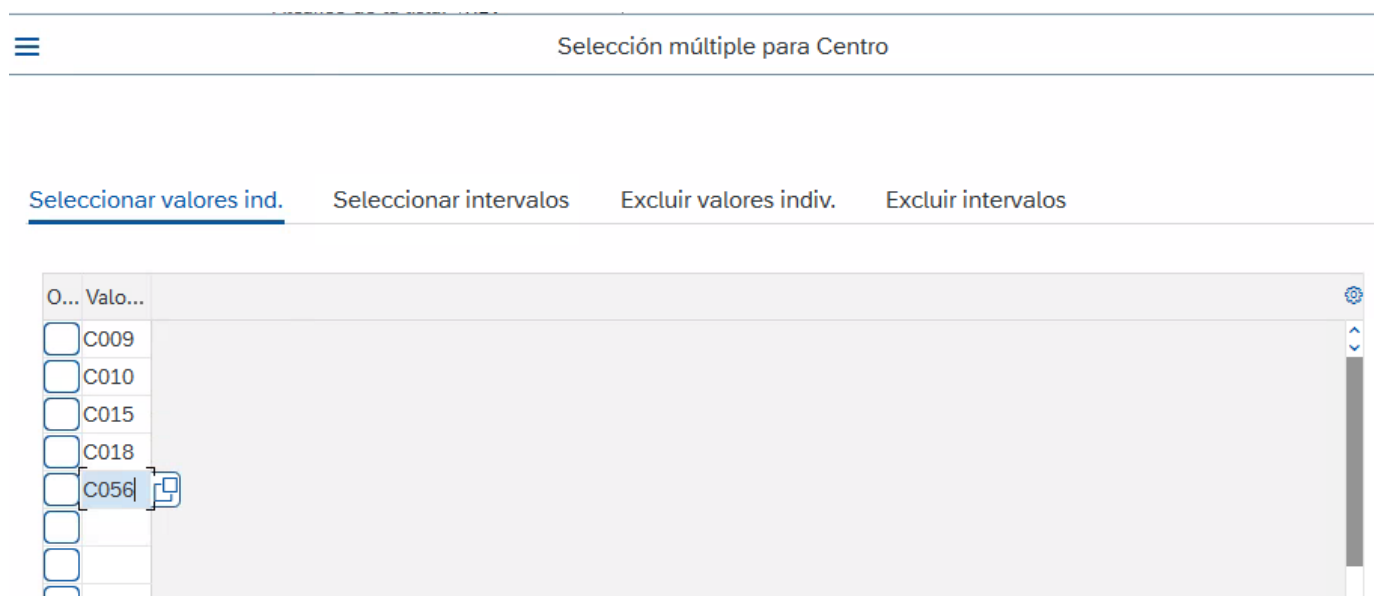 Selección múltiple para Centro
Seleccionar valores ind. Seleccionar intervalos Excluir valores indiv. Excluir intervalos
O... Valo...
C009
C010
C015
C018
C056